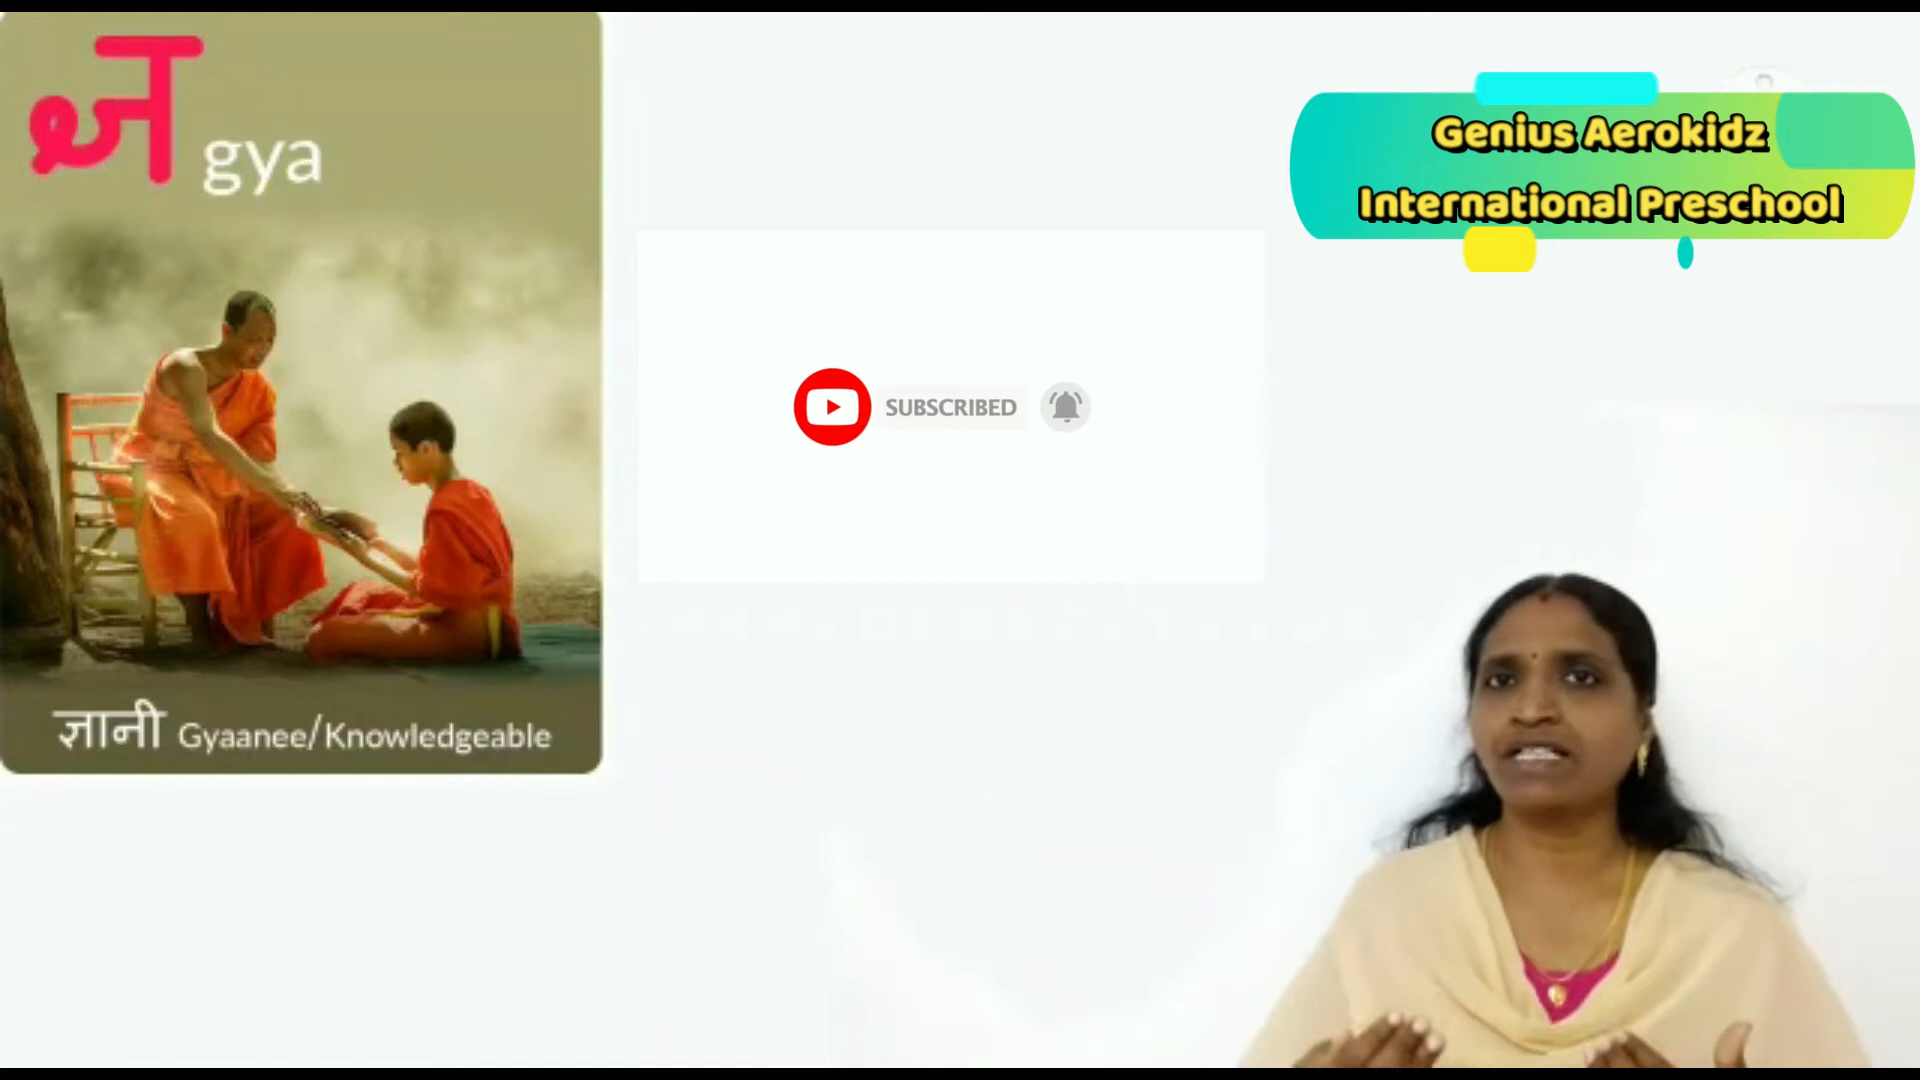 ज्ञ gya
ज्ञानी Gyaanee/Knowledgeable
SUBSCRIBED
Genius Aerokidz
International Preschool